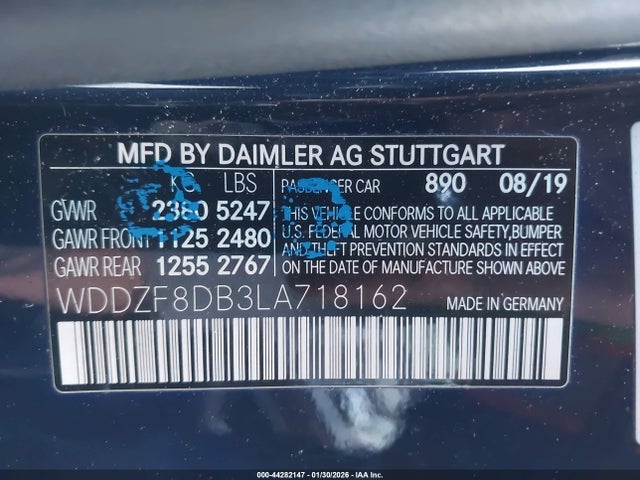 MFD BY DAIMLER AG STUTTGART
KG LBS PASSENGER CAR 890 08/19
GVWR 2380 5247 THIS VEHICLE CONFORMS TO ALL APPLICABLE
U.S. FEDERAL MOTOR VEHICLE SAFETY, BUMPER
GAWR FRONT 1125 2480 AND THEFT PREVENTION STANDARDS IN EFFECT
GAWR REAR 1255 2767 ON THE DATE OF MANUFACTURE SHOWN ABOVE.
WDDZF8DB3LA718162 MADE IN GERMANY
000-44282147 - 01/30/2026 - IAA Inc.